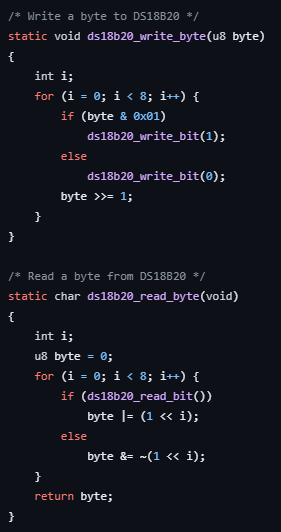 /* Write a byte to DS18B20 */
static void ds18b20_write_byte(u8 byte)
{
    int i;
    for (i = 0; i < 8; i++) {
        if (byte & 0x01)
            ds18b20_write_bit(1);
        else
            ds18b20_write_bit(0);
        byte >>= 1;
    }
}

/* Read a byte from DS18B20 */
static char ds18b20_read_byte(void)
{
    int i;
    u8 byte = 0;
    for (i = 0; i < 8; i++) {
        if (ds18b20_read_bit())
            byte |= (1 << i);
        else
            byte &= ~(1 << i);
    }
    return byte;
}